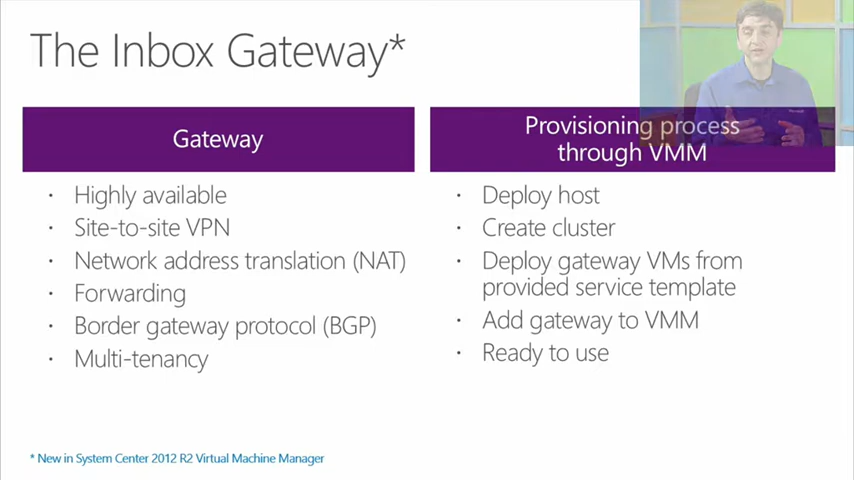 The Inbox Gateway*
Gateway
· Highly available
· Site-to-site VPN
· Network address translation (NAT)
· Forwarding
· Border gateway protocol (BGP)
· Multi-tenancy
Provisioning process
through VMM
· Deploy host
· Create cluster
· Deploy gateway VMs from
provided service template
· Add gateway to VMM
· Ready to use
* New in System Center 2012 R2 Virtual Machine Manager